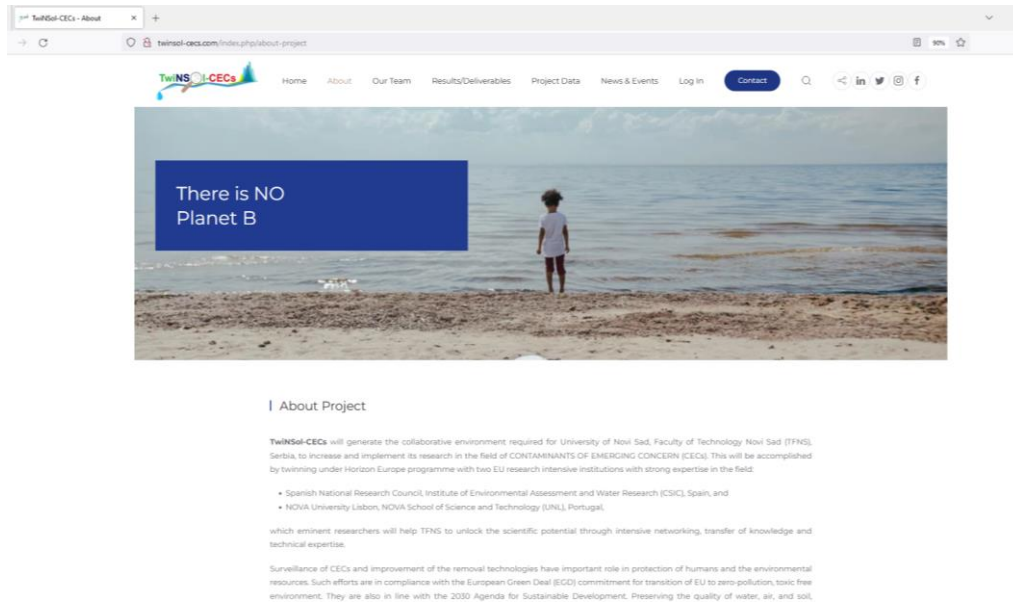 TwiNSol-CECs - About
twinsol-cecs.com/index.php/about-project
90%
TwiNSol-CECs
Home About Our Team Results/Deliverables Project Data News & Events Log In Contact
There is NO
Planet B
About Project
TwiNSol-CECs will generate the collaborative environment required for University of Novi Sad, Faculty of Technology Novi Sad (TFNS),
Serbia, to increase and implement its research in the field of CONTAMINANTS OF EMERGING CONCERN (CECs). This will be accomplished
by twinning under Horizon Europe programme with two EU research intensive institutions with strong expertise in the field:
• Spanish National Research Council, Institute of Environmental Assessment and Water Research (CSIC), Spain, and
• NOVA University Lisbon, NOVA School of Science and Technology (UNL), Portugal,
which eminent researchers will help TFNS to unlock the scientific potential through intensive networking, transfer of knowledge and
technical expertise.
Surveillance of CECs and improvement of the removal technologies have important role in protection of humans and the environmental
resources. Such efforts are in compliance with the European Green Deal (EGD) commitment for transition of EU to zero-pollution, toxic free
environment. They are also in line with the 2030 Agenda for Sustainable Development. Preserving the quality of water, air, and soil,